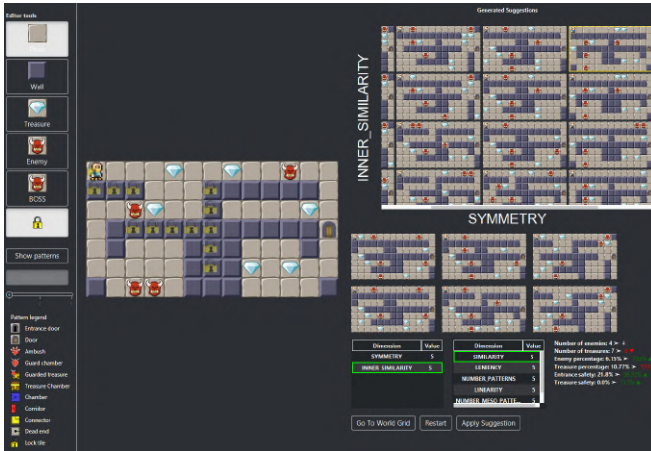 Editor tools
Wall
Treasure
Enemy
BOSS
Show patterns
Pattern legend
Entrance door
Door
Ambush
Guard chamber
Guarded treasure
Treasure Chamber
Chamber
Corridor
Connector
Dead end
Lock tile
Generated Suggestions
INNER_SIMILARITY
SYMMETRY
Dimension Value
SYMMETRY 5
INNER_SIMILARITY 5
Dimension Value
SIMILARITY 5
LENIENCY 5
NUMBER_PATTERNS 5
LINEARITY 5
NUMBER_MESO_PATTE... 5
Number of enemies: 4 ➤ 4
Number of treasures: 7 ➤
Enemy percentage: 6.15% ➤
Treasure percentage: 10.77% ➤
Entrance safety: 21.8% ➤
Treasure safety: 0.0% ➤
Go To World Grid
Restart
Apply Suggestion